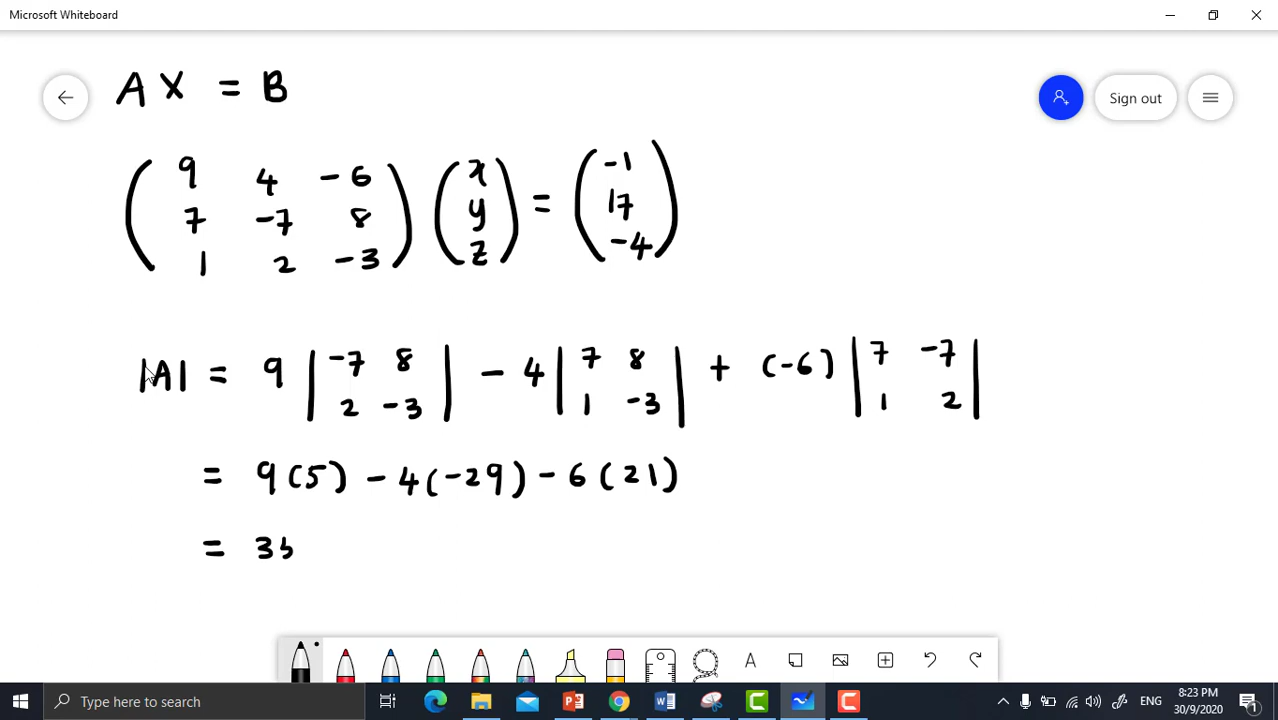 Microsoft Whiteboard
A X = B
Sign out
( 9 4 -6 ) ( x ) = ( -1 )
( 7 -7 8 ) ( y ) ( 17 )
( 1 2 -3 ) ( z ) ( -4 )
|A| = 9 | -7 8 | - 4 | 7 8 | + (-6) | 7 -7 |
| 2 -3 | | 1 -3 | | 1 2 |
= 9(5) - 4(-29) - 6(21)
= 35
A
Type here to search
ENG
8:23 PM
30/9/2020
1